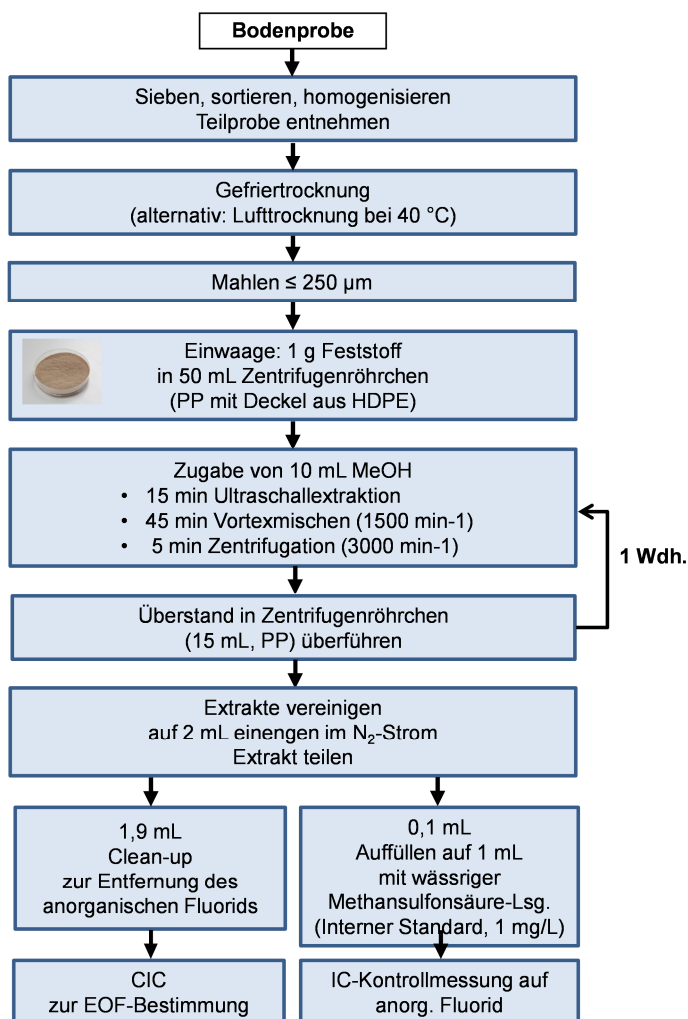 Bodenprobe
Sieben, sortieren, homogenisieren
Teilprobe entnehmen
Gefriertrocknung
(alternativ: Lufttrocknung bei 40 °C)
Mahlen ≤ 250 µm
Einwaage: 1 g Feststoff
in 50 mL Zentrifugenröhrchen
(PP mit Deckel aus HDPE)
Zugabe von 10 mL MeOH
• 15 min Ultraschallextraktion
• 45 min Vortexmischen (1500 min-1)
• 5 min Zentrifugation (3000 min-1)
1 Wdh.
Überstand in Zentrifugenröhrchen
(15 mL, PP) überführen
Extrakte vereinigen
auf 2 mL einengen im N₂-Strom
Extrakt teilen
1,9 mL
Clean-up
zur Entfernung des
anorganischen Fluorids
0,1 mL
Auffüllen auf 1 mL
mit wässriger
Methansulfonsäure-Lsg.
(Interner Standard, 1 mg/L)
CIC
zur EOF-Bestimmung
IC-Kontrollmessung auf
anorg. Fluorid